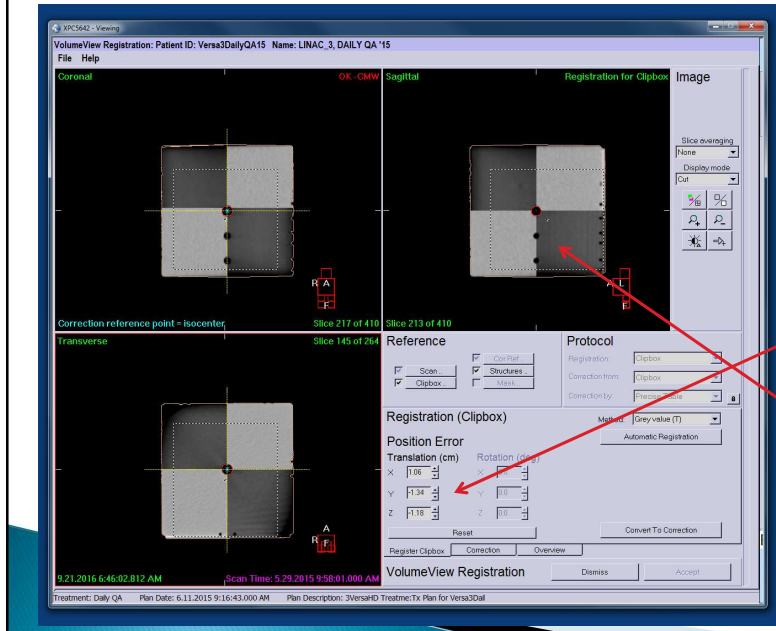 XPC5642 - Viewing
VolumeView Registration: Patient ID: Versa3DailyQA15 Name: LINAC_3, DAILY QA '15
File Help
Coronal
OK - CMW
R A
F
Correction reference point = isocenter,
Slice 217 of 410
Sagittal
Registration for Clipbox
A L
F
Slice 213 of 410
Image
Slice averaging
None
Display mode
Cut
Transverse
Slice 145 of 264
A
R F
9.21.2016 6:46:02.812 AM
Scan Time: 5.29.2015 9:58:01.000 AM
Reference
Scan...
Cor Ref...
Structures...
Clipbox...
Mask...
Protocol
Registration: Clipbox
Correction from: Clipbox
Correction by: Precise Table
a
Registration (Clipbox)
Method: Grey value (T)
Automatic Registration
Position Error
Translation (cm) Rotation (deg)
X 1.06 X
Y -1.34 Y 0.0
Z -1.18 Z 0.0
Reset
Convert To Correction
Register Clipbox Correction Overview
VolumeView Registration
Dismiss
Accept
Treatment: Daily QA Plan Date: 6.11.2015 9:16:43.000 AM Plan Description: 3VersaHD Treatme:Tx Plan for Versa3Dail